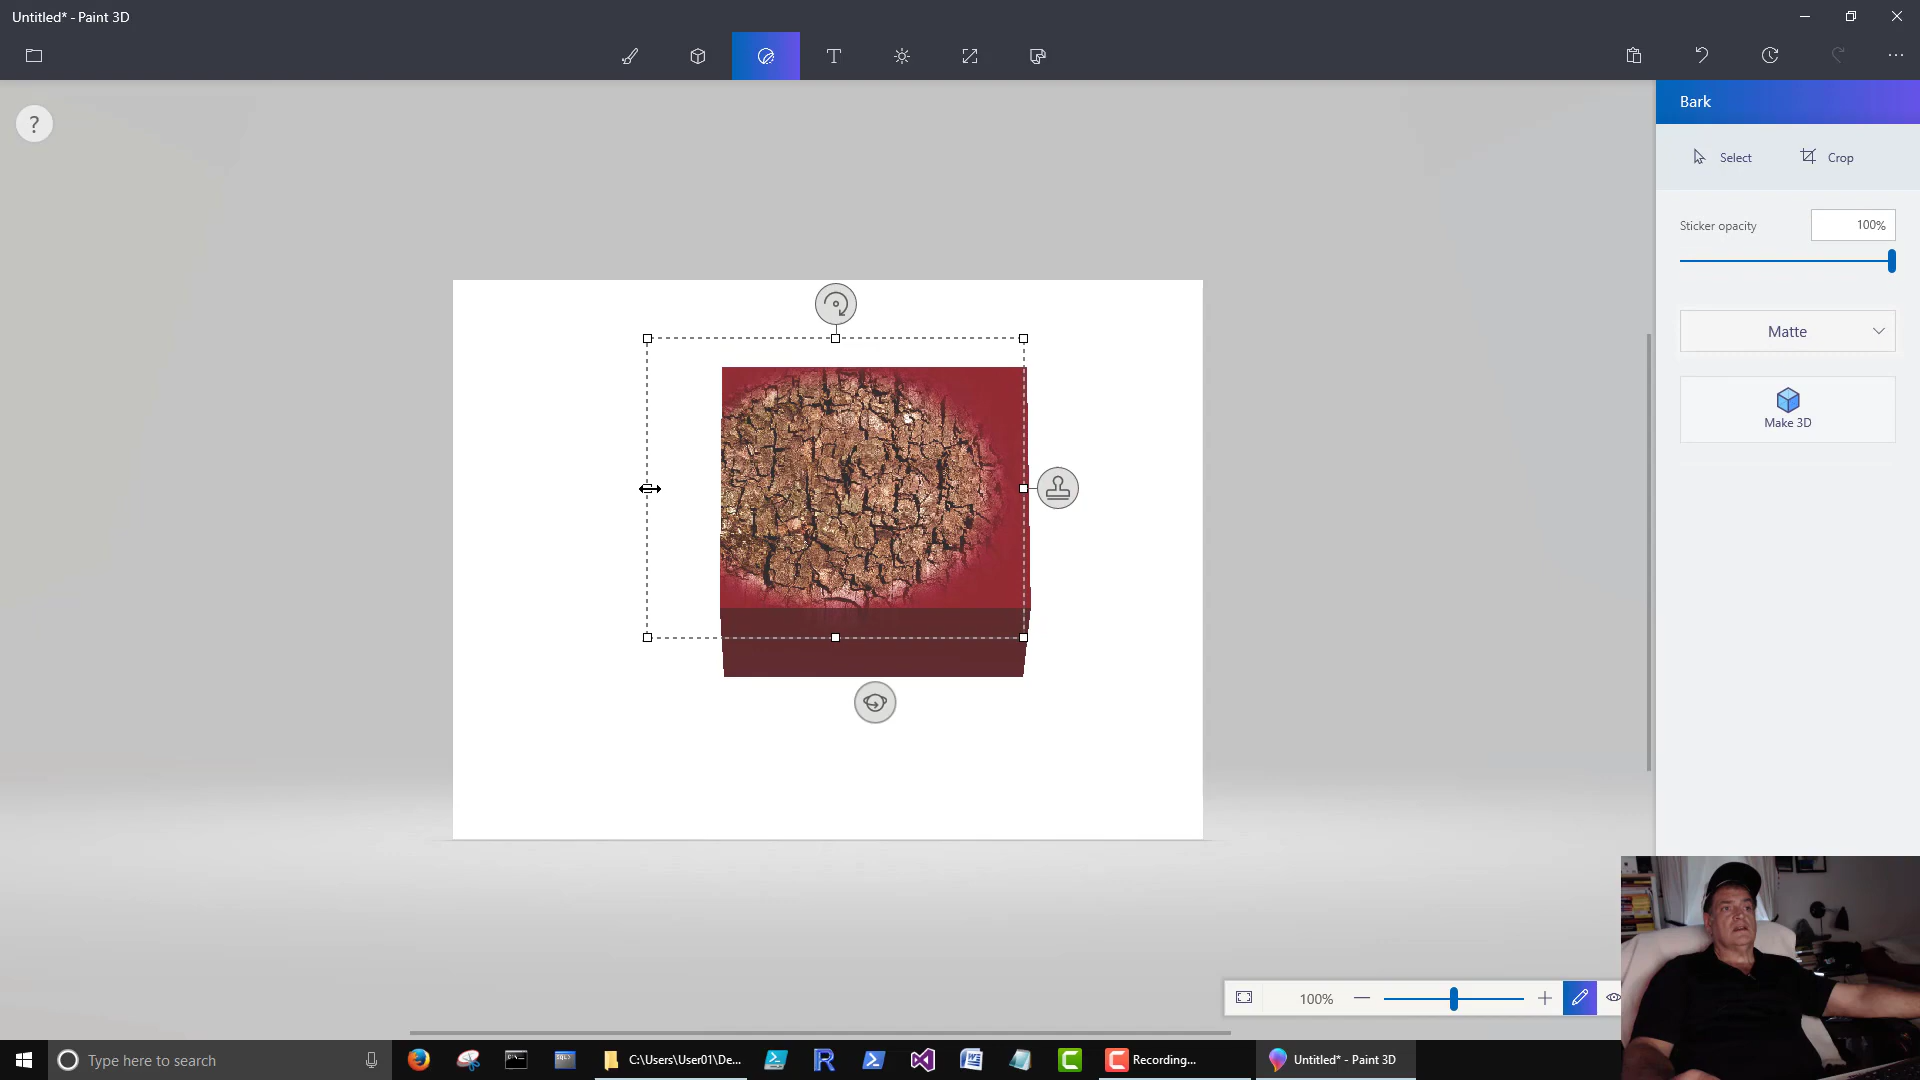 Untitled* - Paint 3D
?
Bark
Select
Crop
Sticker opacity
100%
Matte
Make 3D
100%
Type here to search
C:\Users\User01\De...
Recording...
Untitled* - Paint 3D